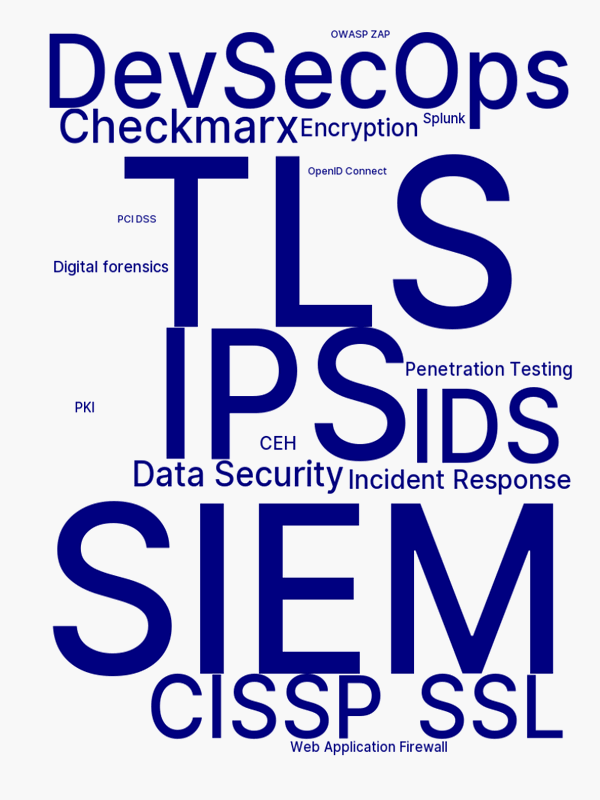 OWASP ZAP
DevSecOps
Checkmarx
Encryption
Splunk
TLS
OpenID Connect
PCI DSS
Digital forensics
IPS
Penetration Testing
IDS
PKI
CEH
Data Security
Incident Response
SIEM
CISSP
SSL
Web Application Firewall